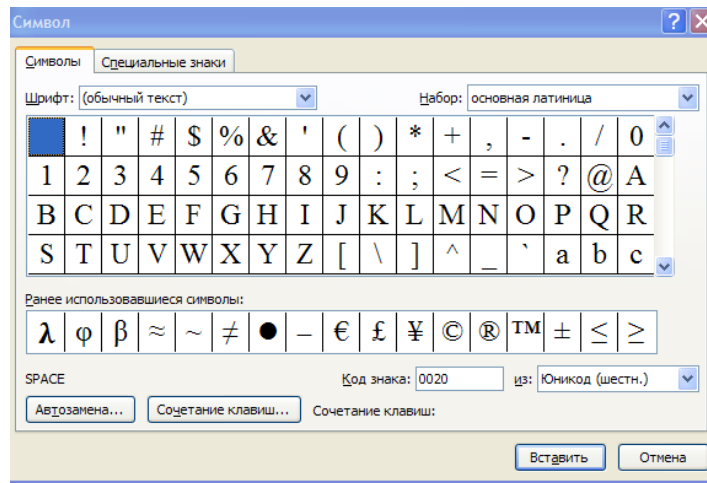 Символ
Символы Специальные знаки
Шрифт: (обычный текст) Набор: основная латиница
! " # $ % & ' ( ) * + , - . / 0
1 2 3 4 5 6 7 8 9 : ; < = > ? @ A
B C D E F G H I J K L M N O P Q R
S T U V W X Y Z [ \ ] ^ _ ` a b c
Ранее использовавшиеся символы:
λ φ β ≈ ~ ≠ ● – € £ ¥ © ® ™ ± ≤ ≥
SPACE Код знака: 0020 из: Юникод (шестн.)
Автозамена... Сочетание клавиш... Сочетание клавиш:
Вставить Отмена